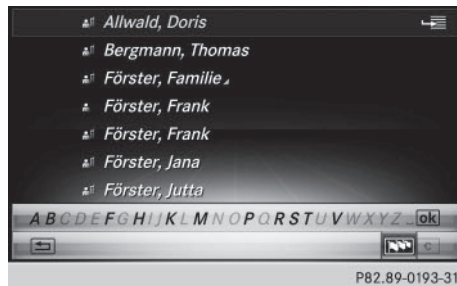 Allwald, Doris
Bergmann, Thomas
Förster, Familie
Förster, Frank
Förster, Frank
Förster, Jana
Förster, Jutta
A B C D E F G H I J K L M N O P Q R S T U V W X Y Z _ ok
c
P82.89-0193-31